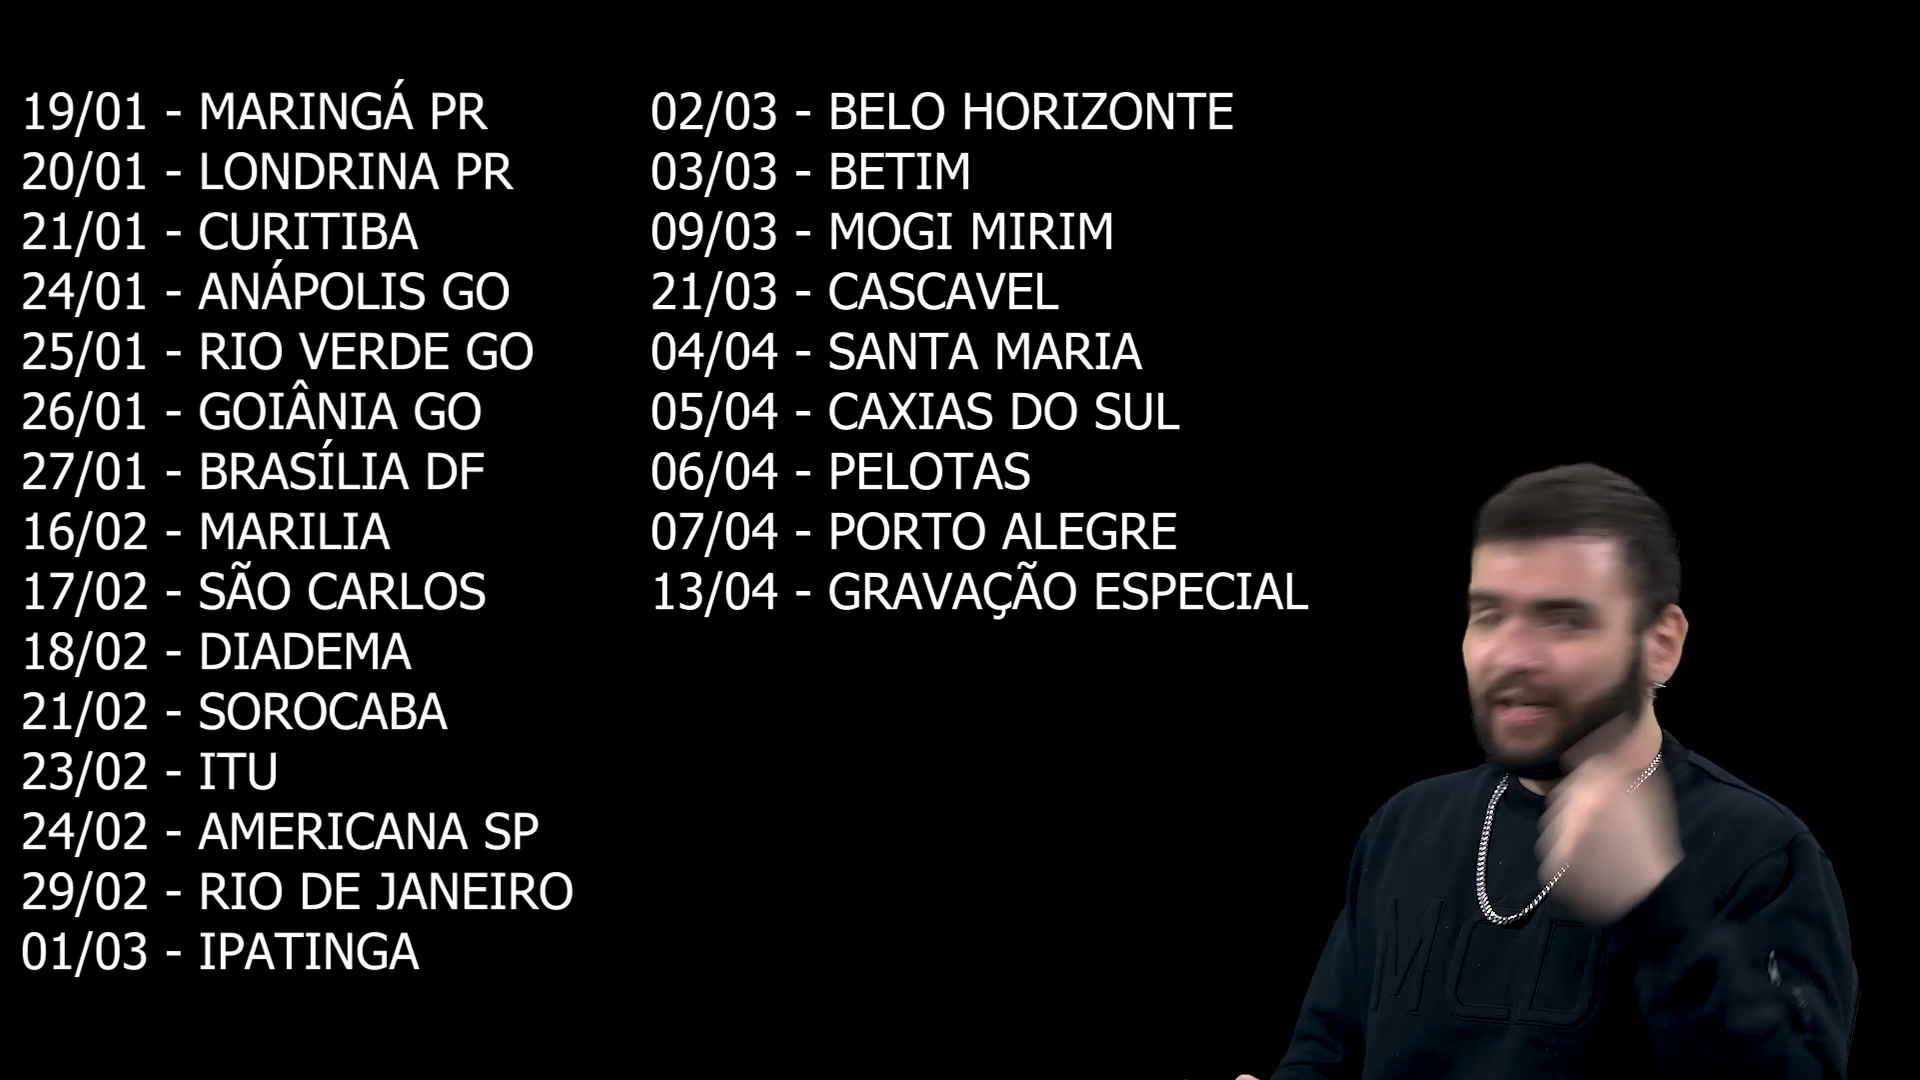 19/01 - MARINGÁ PR
20/01 - LONDRINA PR
21/01 - CURITIBA
24/01 - ANÁPOLIS GO
25/01 - RIO VERDE GO
26/01 - GOIÂNIA GO
27/01 - BRASÍLIA DF
16/02 - MARILIA
17/02 - SÃO CARLOS
18/02 - DIADEMA
21/02 - SOROCABA
23/02 - ITU
24/02 - AMERICANA SP
29/02 - RIO DE JANEIRO
01/03 - IPATINGA
02/03 - BELO HORIZONTE
03/03 - BETIM
09/03 - MOGI MIRIM
21/03 - CASCAVEL
04/04 - SANTA MARIA
05/04 - CAXIAS DO SUL
06/04 - PELOTAS
07/04 - PORTO ALEGRE
13/04 - GRAVAÇÃO ESPECIAL
MCD